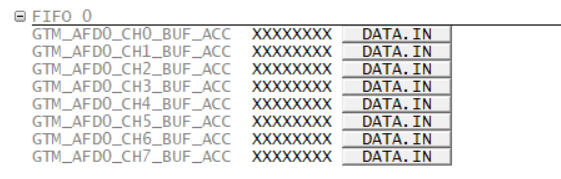 FIFO 0
GTM_AFD0_CH0_BUF_ACC XXXXXXXX DATA.IN
GTM_AFD0_CH1_BUF_ACC XXXXXXXX DATA.IN
GTM_AFD0_CH2_BUF_ACC XXXXXXXX DATA.IN
GTM_AFD0_CH3_BUF_ACC XXXXXXXX DATA.IN
GTM_AFD0_CH4_BUF_ACC XXXXXXXX DATA.IN
GTM_AFD0_CH5_BUF_ACC XXXXXXXX DATA.IN
GTM_AFD0_CH6_BUF_ACC XXXXXXXX DATA.IN
GTM_AFD0_CH7_BUF_ACC XXXXXXXX DATA.IN